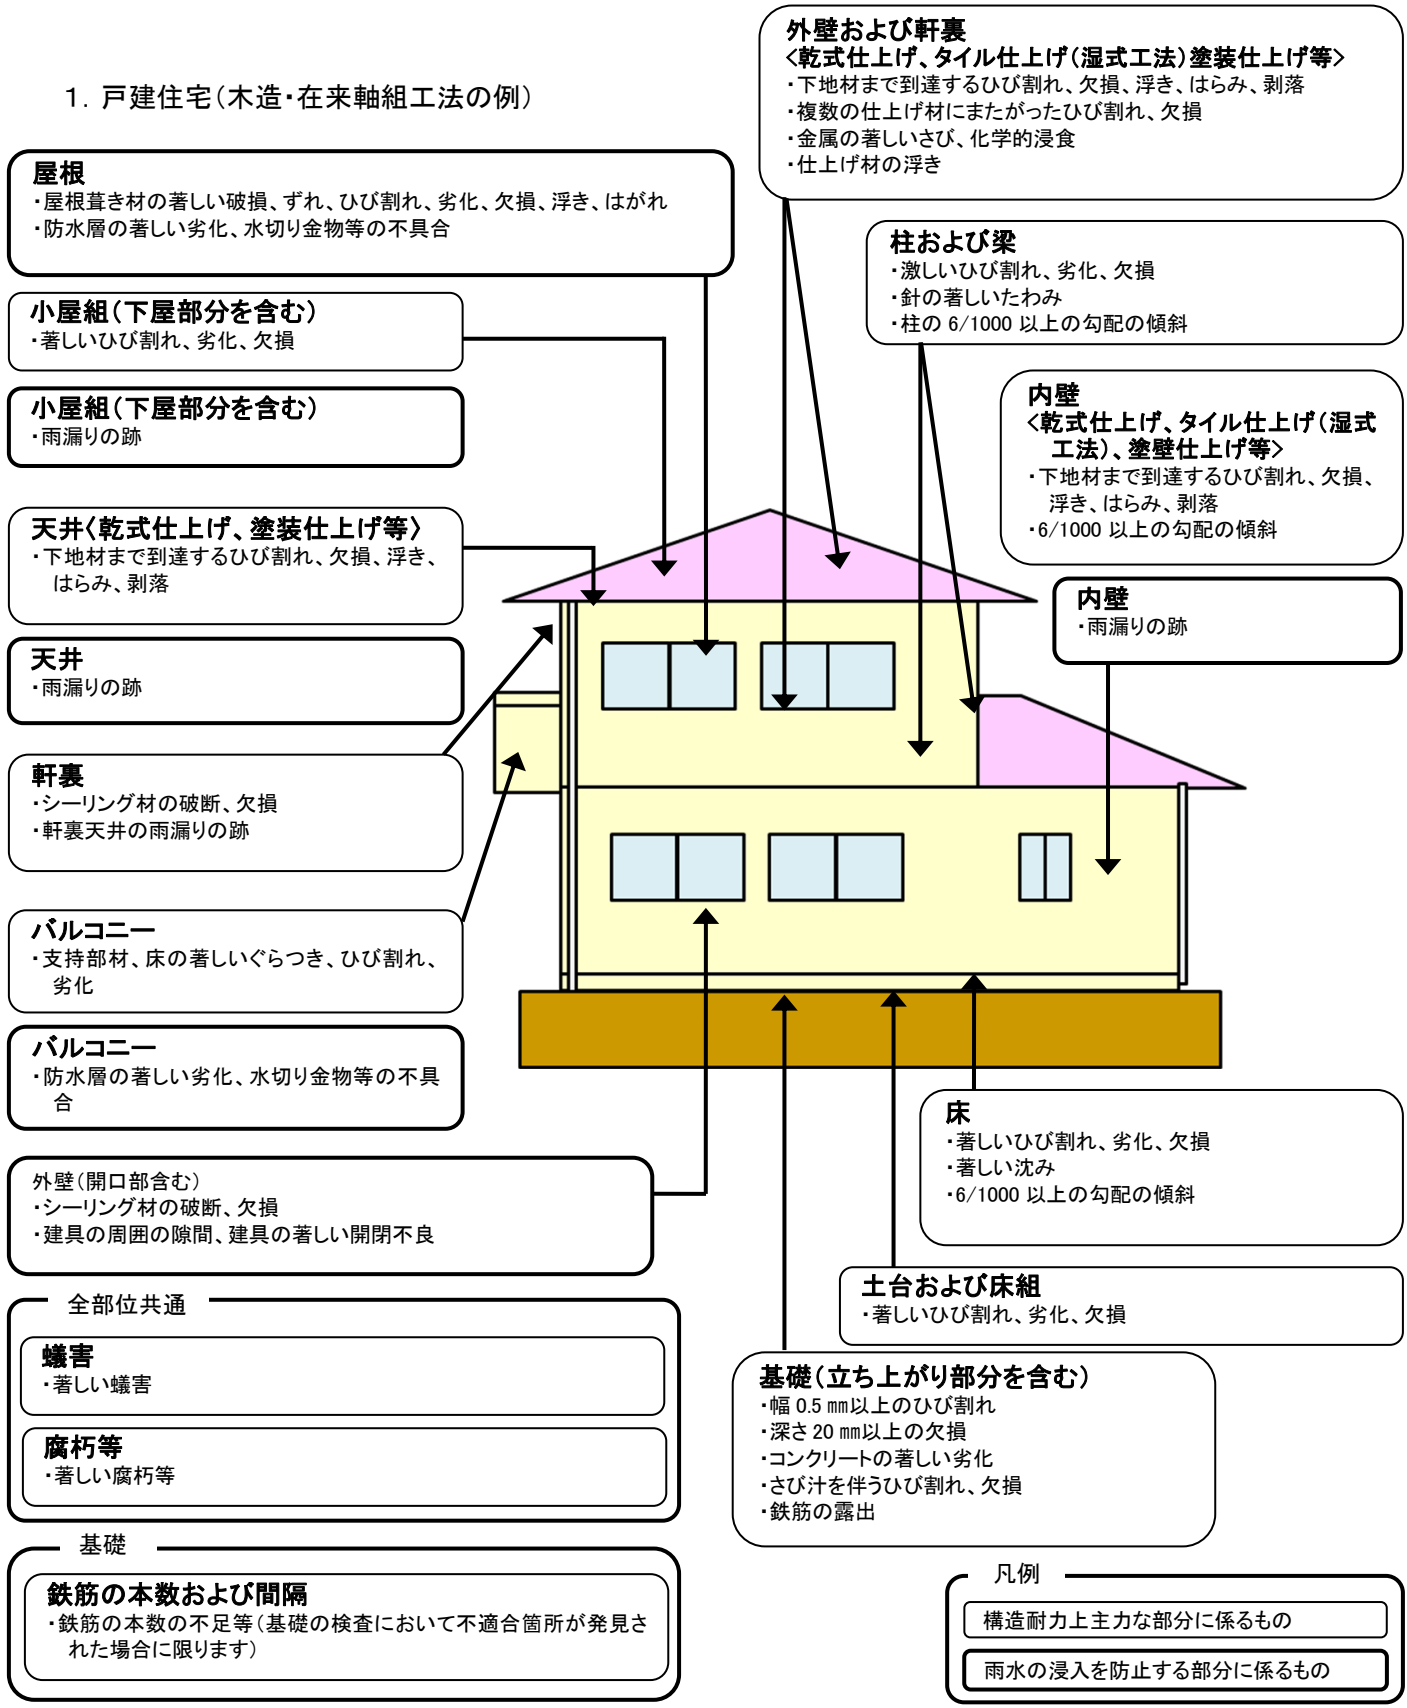 1．戸建住宅（木造・在来軸組工法の例）
外壁および軒裏
<乾式仕上げ、タイル仕上げ（湿式工法）塗装仕上げ等>
・下地材まで到達するひび割れ、欠損、浮き、はらみ、剥落
・複数の仕上げ材にまたがったひび割れ、欠損
・金属の著しいさび、化学的浸食
・仕上げ材の浮き
屋根
・屋根葺き材の著しい破損、ずれ、ひび割れ、劣化、欠損、浮き、はがれ
・防水層の著しい劣化、水切り金物等の不具合
柱および梁
・激しいひび割れ、劣化、欠損
・針の著しいたわみ
・柱の 6/1000 以上の勾配の傾斜
小屋組（下屋部分を含む）
・著しいひび割れ、劣化、欠損
小屋組（下屋部分を含む）
・雨漏りの跡
内壁
<乾式仕上げ、タイル仕上げ（湿式
工法）、塗壁仕上げ等>
・下地材まで到達するひび割れ、欠損、
浮き、はらみ、剥落
・6/1000 以上の勾配の傾斜
天井〈乾式仕上げ、塗装仕上げ等〉
・下地材まで到達するひび割れ、欠損、浮き、
はらみ、剥落
内壁
・雨漏りの跡
天井
・雨漏りの跡
軒裏
・シーリング材の破断、欠損
・軒裏天井の雨漏りの跡
バルコニー
・支持部材、床の著しいぐらつき、ひび割れ、
劣化
バルコニー
・防水層の著しい劣化、水切り金物等の不具
合
外壁（開口部含む）
・シーリング材の破断、欠損
・建具の周囲の隙間、建具の著しい開閉不良
床
・著しいひび割れ、劣化、欠損
・著しい沈み
・6/1000 以上の勾配の傾斜
土台および床組
・著しいひび割れ、劣化、欠損
全部位共通
蟻害
・著しい蟻害
腐朽等
・著しい腐朽等
基礎（立ち上がり部分を含む）
・幅 0.5 ㎜以上のひび割れ
・深さ 20 ㎜以上の欠損
・コンクリートの著しい劣化
・さび汁を伴うひび割れ、欠損
・鉄筋の露出
基礎
鉄筋の本数および間隔
・鉄筋の本数の不足等（基礎の検査において不適合箇所が発見さ
れた場合に限ります）
凡例
構造耐力上主力な部分に係るもの
雨水の浸入を防止する部分に係るもの